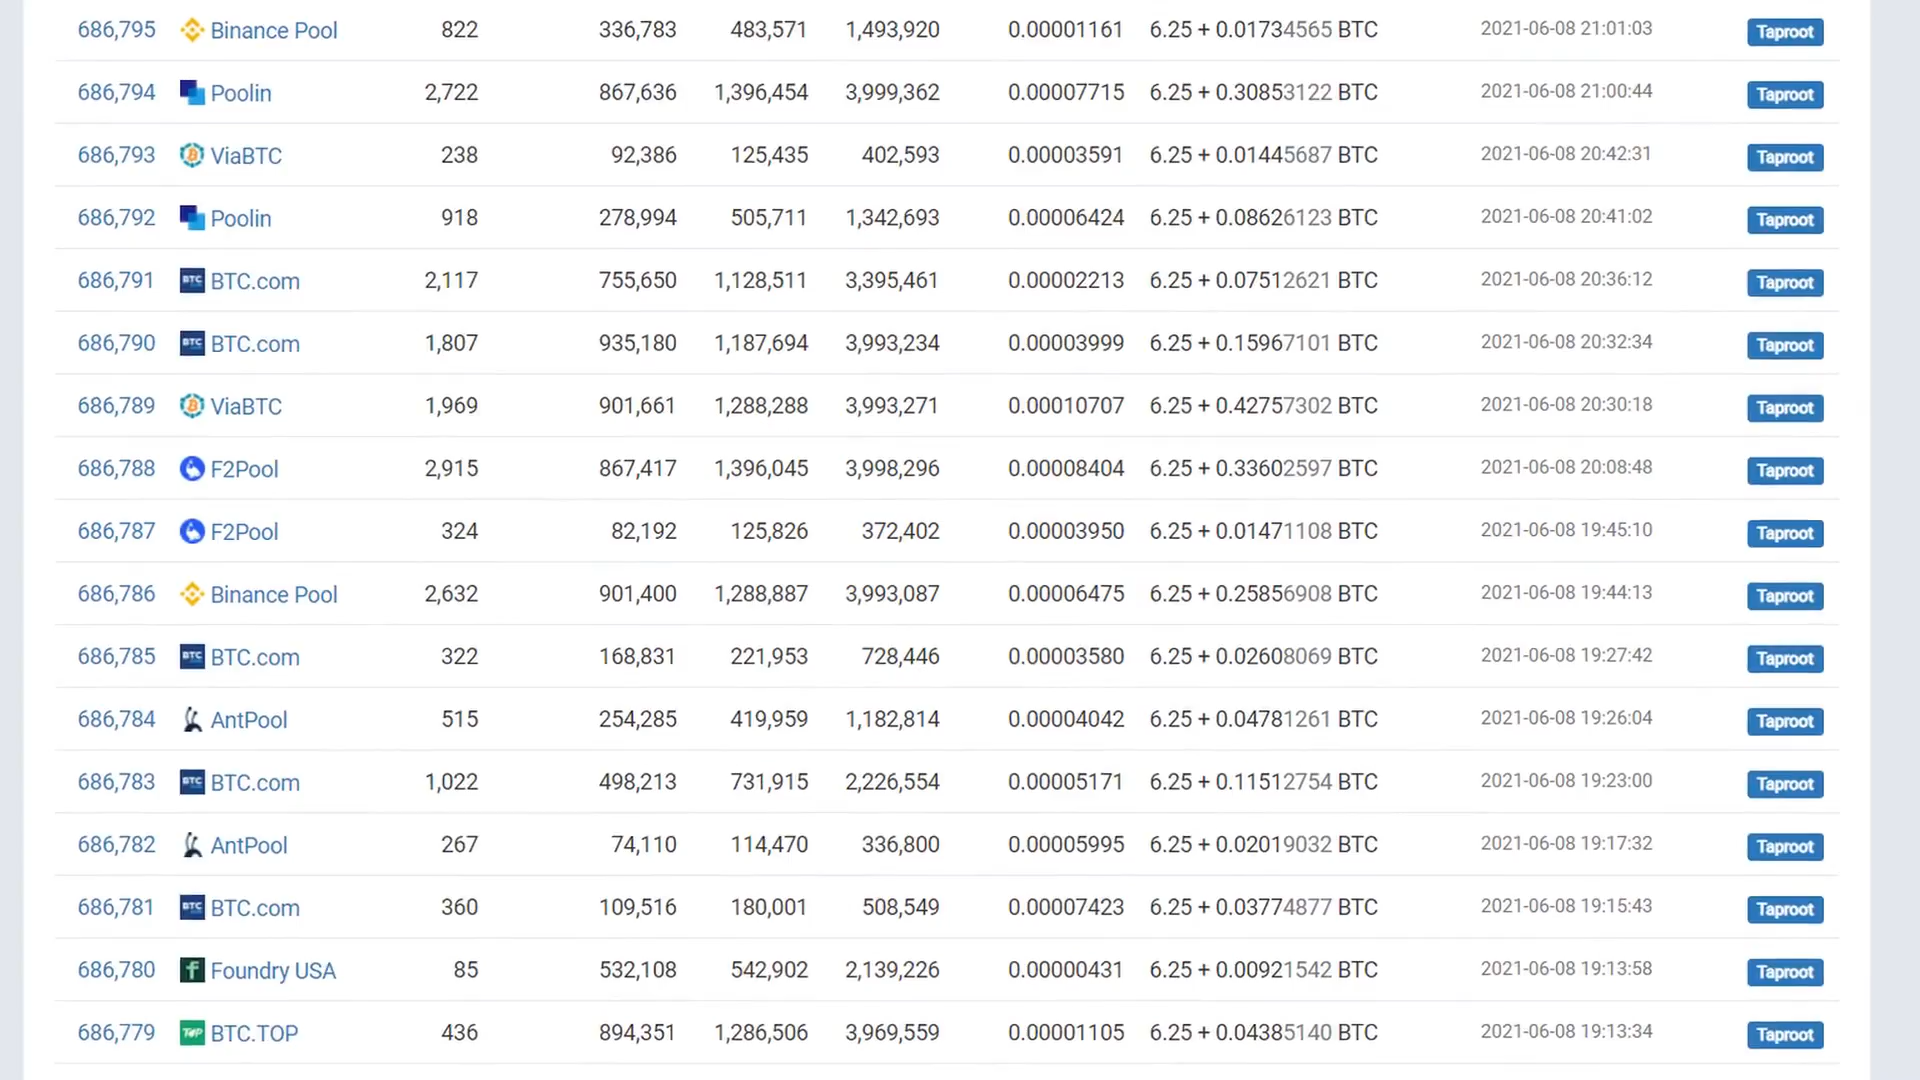 686,795 Binance Pool 822 336,783 483,571 1,493,920 0.00001161 6.25 + 0.01734565 BTC 2021-06-08 21:01:03 Taproot
686,794 Poolin 2,722 867,636 1,396,454 3,999,362 0.00007715 6.25 + 0.30853122 BTC 2021-06-08 21:00:44 Taproot
686,793 ViaBTC 238 92,386 125,435 402,593 0.00003591 6.25 + 0.01445687 BTC 2021-06-08 20:42:31 Taproot
686,792 Poolin 918 278,994 505,711 1,342,693 0.00006424 6.25 + 0.08626123 BTC 2021-06-08 20:41:02 Taproot
686,791 BTC BTC.com 2,117 755,650 1,128,511 3,395,461 0.00002213 6.25 + 0.07512621 BTC 2021-06-08 20:36:12 Taproot
686,790 BTC BTC.com 1,807 935,180 1,187,694 3,993,234 0.00003999 6.25 + 0.15967101 BTC 2021-06-08 20:32:34 Taproot
686,789 ViaBTC 1,969 901,661 1,288,288 3,993,271 0.00010707 6.25 + 0.42757302 BTC 2021-06-08 20:30:18 Taproot
686,788 F2Pool 2,915 867,417 1,396,045 3,998,296 0.00008404 6.25 + 0.33602597 BTC 2021-06-08 20:08:48 Taproot
686,787 F2Pool 324 82,192 125,826 372,402 0.00003950 6.25 + 0.01471108 BTC 2021-06-08 19:45:10 Taproot
686,786 Binance Pool 2,632 901,400 1,288,887 3,993,087 0.00006475 6.25 + 0.25856908 BTC 2021-06-08 19:44:13 Taproot
686,785 BTC BTC.com 322 168,831 221,953 728,446 0.00003580 6.25 + 0.02608069 BTC 2021-06-08 19:27:42 Taproot
686,784 AntPool 515 254,285 419,959 1,182,814 0.00004042 6.25 + 0.04781261 BTC 2021-06-08 19:26:04 Taproot
686,783 BTC BTC.com 1,022 498,213 731,915 2,226,554 0.00005171 6.25 + 0.11512754 BTC 2021-06-08 19:23:00 Taproot
686,782 AntPool 267 74,110 114,470 336,800 0.00005995 6.25 + 0.02019032 BTC 2021-06-08 19:17:32 Taproot
686,781 BTC BTC.com 360 109,516 180,001 508,549 0.00007423 6.25 + 0.03774877 BTC 2021-06-08 19:15:43 Taproot
686,780 f Foundry USA 85 532,108 542,902 2,139,226 0.00000431 6.25 + 0.00921542 BTC 2021-06-08 19:13:58 Taproot
686,779 TOP BTC.TOP 436 894,351 1,286,506 3,969,559 0.00001105 6.25 + 0.04385140 BTC 2021-06-08 19:13:34 Taproot